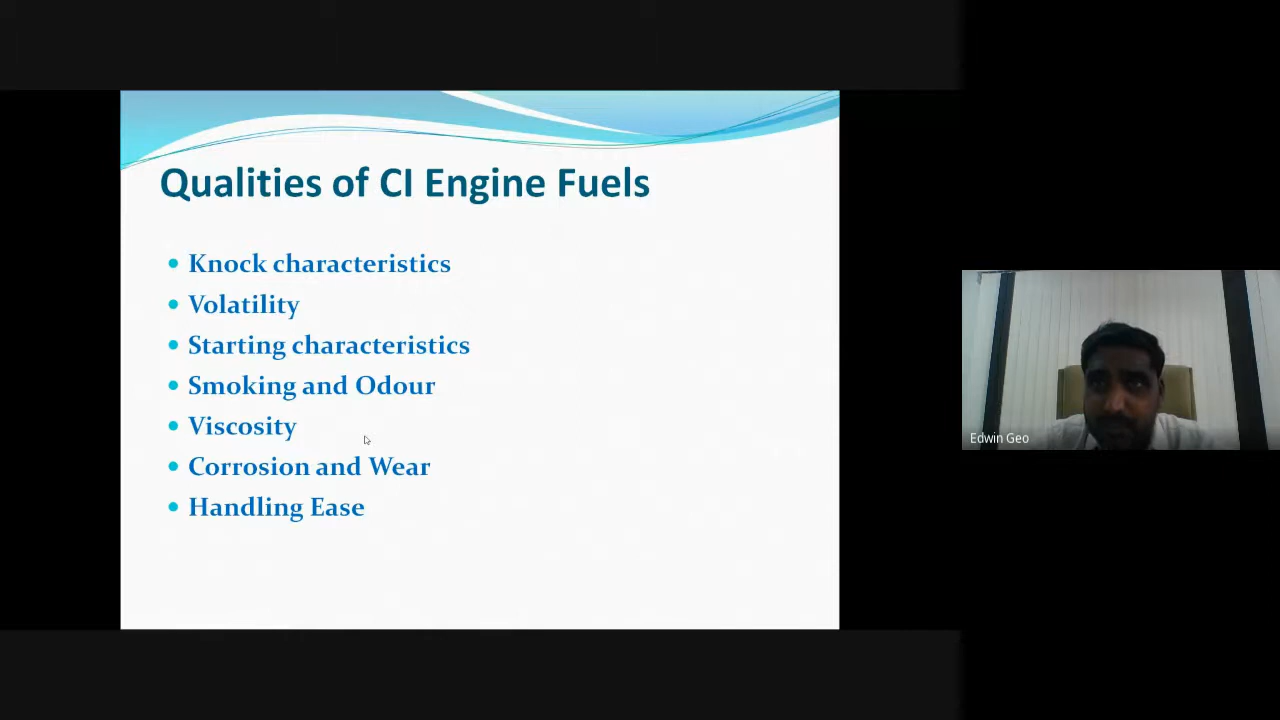 Qualities of CI Engine Fuels
Knock characteristics
Volatility
Starting characteristics
Smoking and Odour
Viscosity
Corrosion and Wear
Handling Ease
Edwin Geo